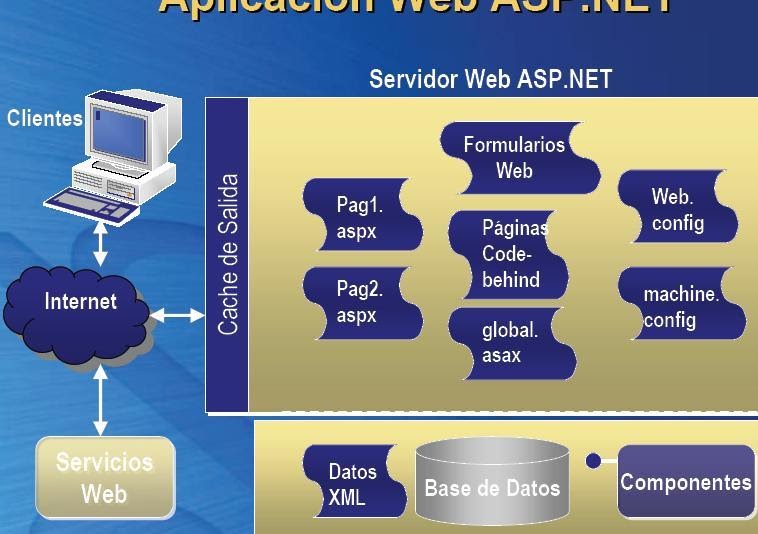 Aplicación Web ASP.NET
Servidor Web ASP.NET
Clientes
Cache de Salida
Formularios
Web
Pag1.
aspx
Páginas
Code-
behind
Web.
config
Internet
Pag2.
aspx
global.
asax
machine.
config
Servicios
Web
Datos
XML
Base de Datos
Componentes